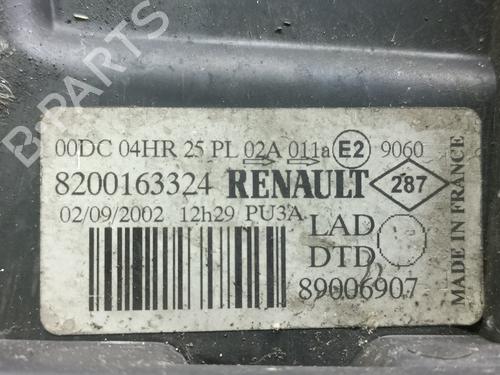 B-PARTS
00DC 04HR 25 PL 02A 011a E2 9060
8200163324 RENAULT 287
02/09/2002 12h29 PU3A
LAD
DTD
89006907
MADE IN FRANCE